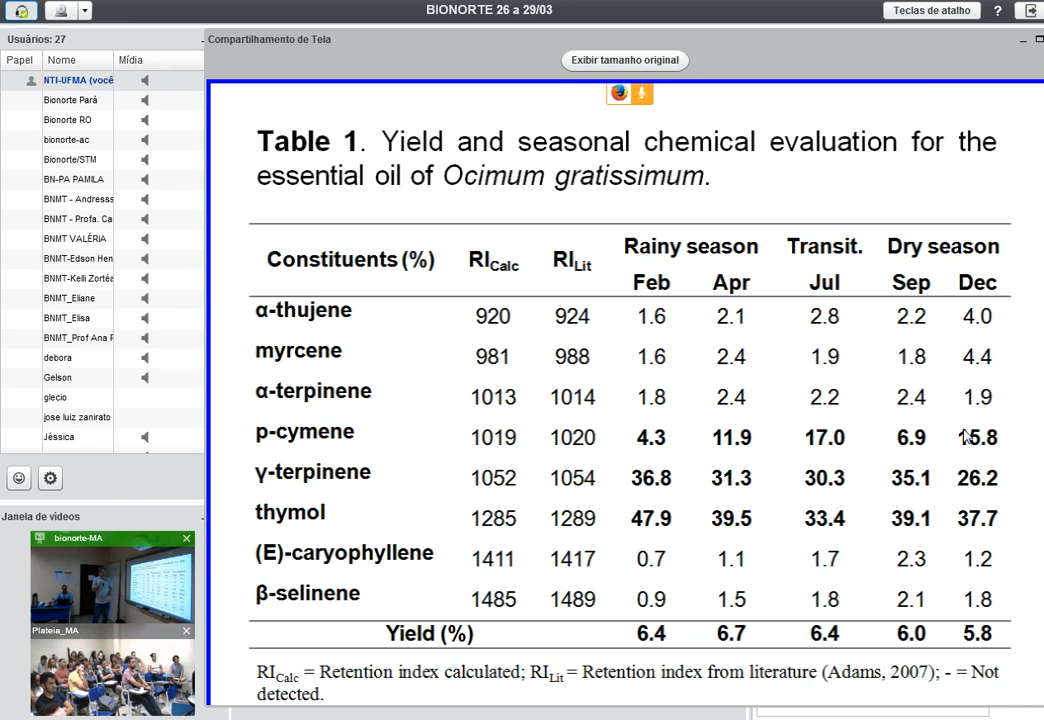 BIONORTE 26 a 29/03
Teclas de atalho
?
Usuários: 27
Papel Nome Mídia
NTI-UFMA (você
Bionorte Pará
Bionorte RO
bionorte-ac
Bionorte/STM
BN-PA PAMILA
BNMT - Andresss
BNMT - Profa. Ca
BNMT VALÉRIA
BNMT-Edson Hen
BNMT-Kelli Zortéa
BNMT_Eliane
BNMT_Elisa
BNMT_Prof Ana P
debora
Gelson
glecio
jose luiz zanirato
Jéssica
Janela de videos
bionorte-MA
Plateia_MA
Compartilhamento de Tela
Exibir tamanho original
Table 1. Yield and seasonal chemical evaluation for the
essential oil of Ocimum gratissimum.
Constituents (%) RICalc RILit Rainy season Transit. Dry season
Feb Apr Jul Sep Dec
α-thujene 920 924 1.6 2.1 2.8 2.2 4.0
myrcene 981 988 1.6 2.4 1.9 1.8 4.4
α-terpinene 1013 1014 1.8 2.4 2.2 2.4 1.9
p-cymene 1019 1020 4.3 11.9 17.0 6.9 15.8
γ-terpinene 1052 1054 36.8 31.3 30.3 35.1 26.2
thymol 1285 1289 47.9 39.5 33.4 39.1 37.7
(E)-caryophyllene 1411 1417 0.7 1.1 1.7 2.3 1.2
β-selinene 1485 1489 0.9 1.5 1.8 2.1 1.8
Yield (%) 6.4 6.7 6.4 6.0 5.8
RICalc = Retention index calculated; RILit = Retention index from literature (Adams, 2007); - = Not
detected.